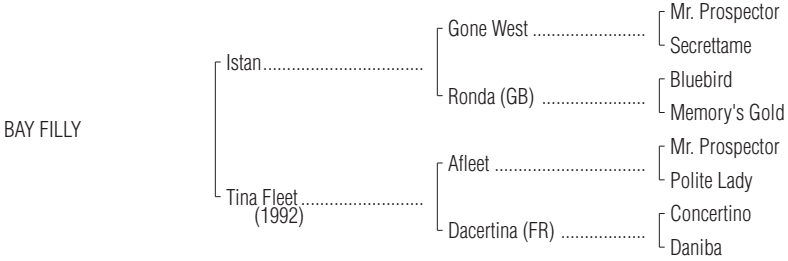 Mr. Prospector
Gone West ........................
Secrettame
Istan..................................
Bluebird
Ronda (GB) ......................
Memory's Gold
BAY FILLY
Mr. Prospector
Afleet ................................
Polite Lady
Tina Fleet..........................
(1992)
Concertino
Dacertina (FR) ..................
Daniba